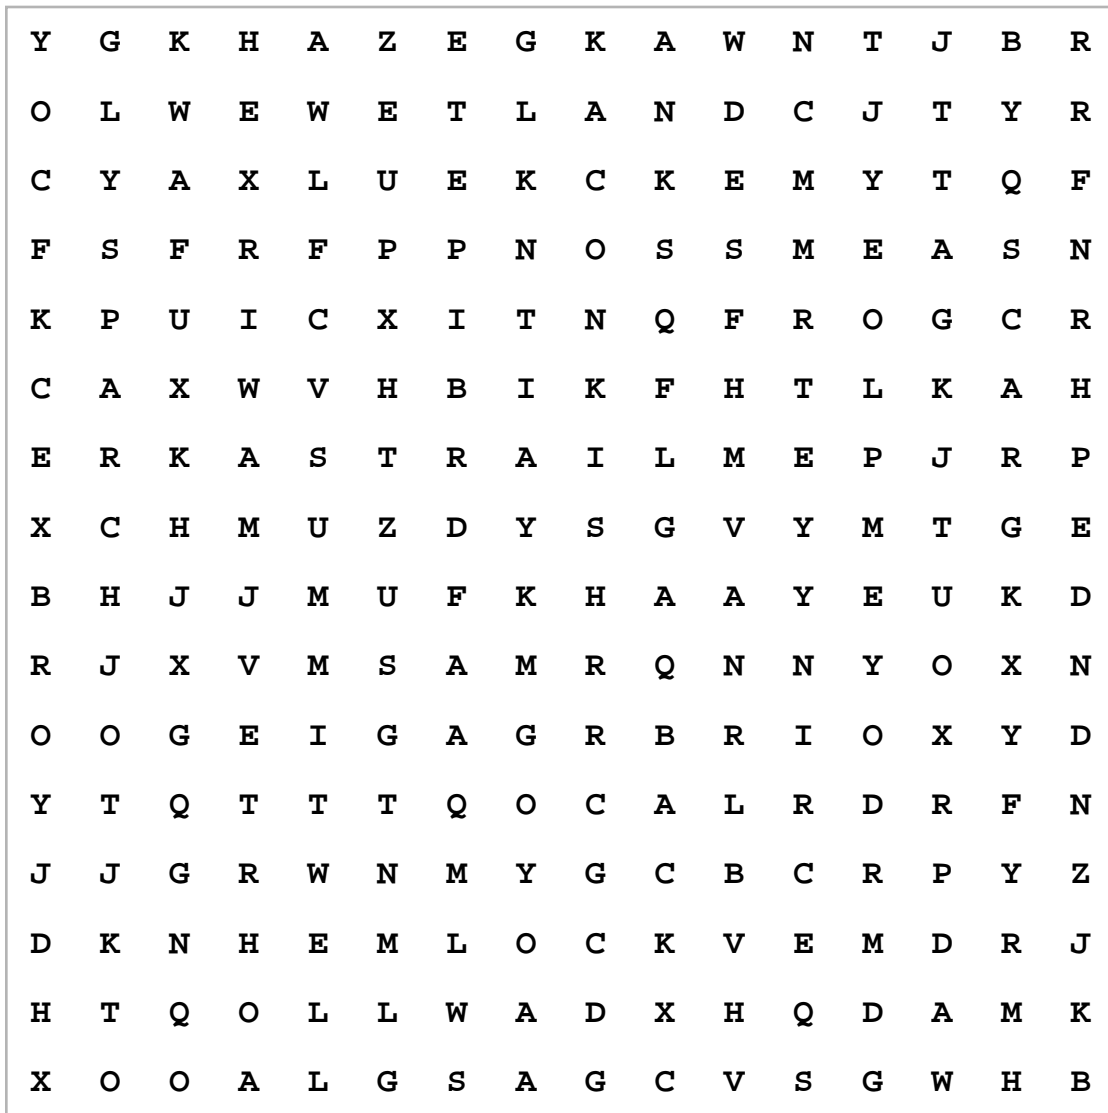 Y G K H A Z E G K A W N T J B R
O L W E W E T L A N D C J T Y R
C Y A X L U E K C K E M Y T Q F
F S F R F P P N O S S M E A S N
K P U I C X I T N Q F R O G C R
C A X W V H B I K F H T L K A H
E R K A S T R A I L M E P J R P
X C H M U Z D Y S G V Y M T G E
B H J J M U F K H A A Y E U K D
R J X V M S A M R Q N N Y O X N
O O G E I G A G R B R I O X Y D
Y T Q T T T Q O C A L R D R F N
J J G R W N M Y G C B C R P Y Z
D K N H E M L O C K V E M D R J
H T Q O L L W A D X H Q D A M K
X O O A L G S A G C V S G W H B